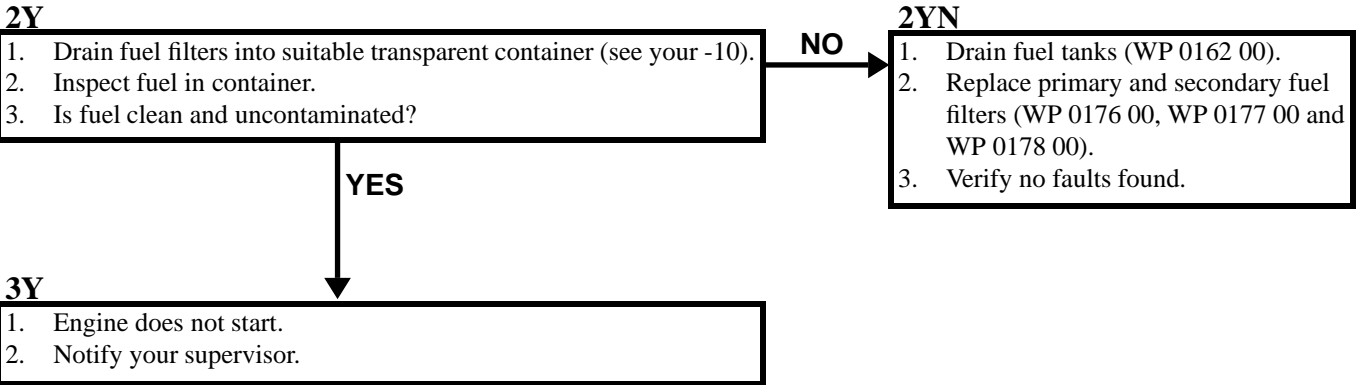 2Y
1. Drain fuel filters into suitable transparent container (see your -10).
2. Inspect fuel in container.
3. Is fuel clean and uncontaminated?
NO
2YN
1. Drain fuel tanks (WP 0162 00).
2. Replace primary and secondary fuel
filters (WP 0176 00, WP 0177 00 and
WP 0178 00).
3. Verify no faults found.
YES
3Y
1. Engine does not start.
2. Notify your supervisor.